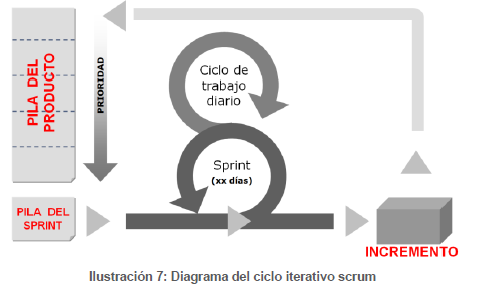 PILA DEL
PRODUCTO
PRIORIDAD
Ciclo de
trabajo
diario
Sprint
(xx días)
PILA DEL
SPRINT
INCREMENTO
Ilustración 7: Diagrama del ciclo iterativo scrum